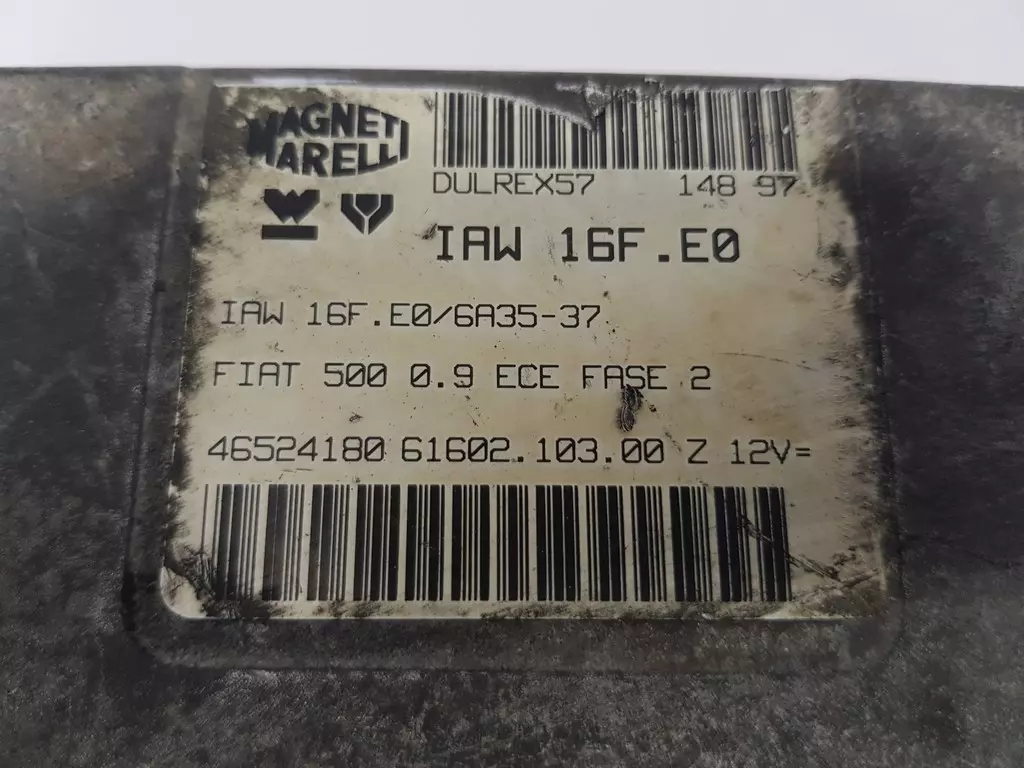 MAGNETI
MARELLI
DULREX57 148 97
IAW 16F.E0
IAW 16F.E0/6A35-37
FIAT 500 0.9 ECE FASE 2
46524180 61602.103.00 Z 12V=